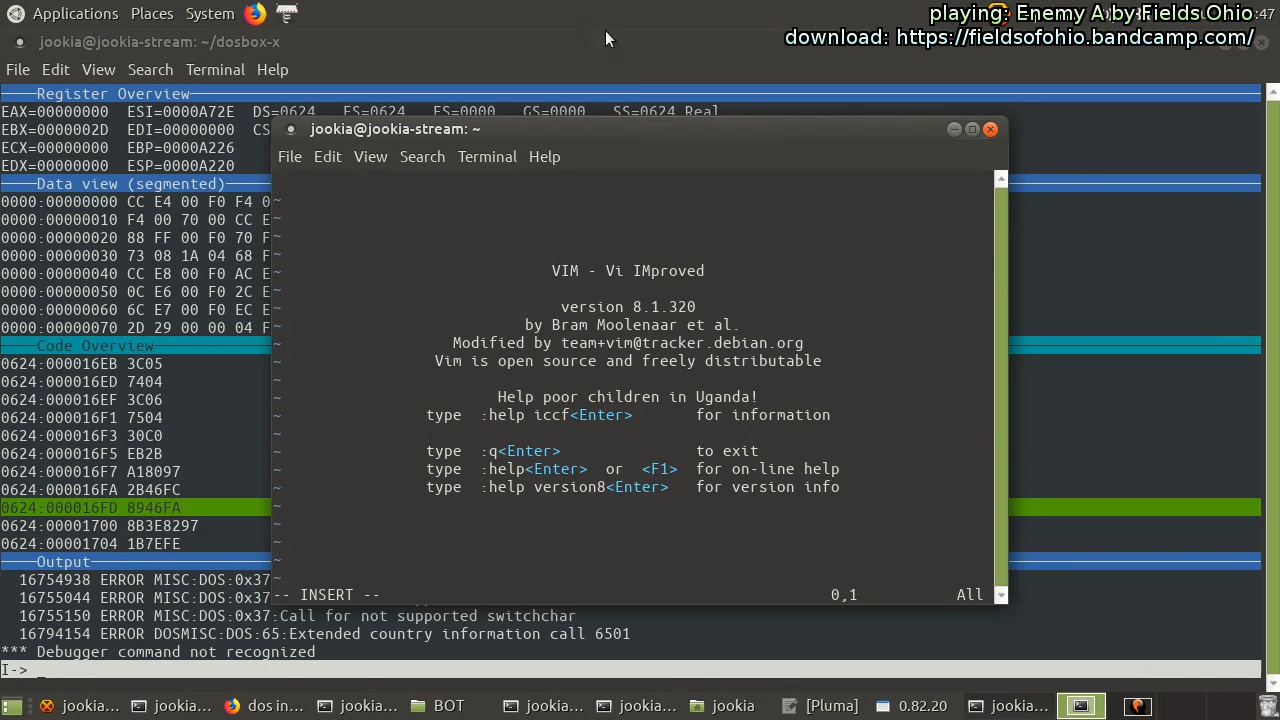 Applications Places System
playing: Enemy A by Fields Ohio
:47
download: https://fieldsofohio.bandcamp.com/
jookia@jookia-stream: ~/dosbox-x
File Edit View Search Terminal Help
Register Overview
EAX=00000000 ESI=0000A72E DS=0624 ES=0624 FS=0000 GS=0000 SS=0624 Real
EBX=0000002D EDI=00000000 CS
ECX=00000000 EBP=0000A226
EDX=00000000 ESP=0000A220
Data view (segmented)
0000:00000000 CC E4 00 F0 F4 0
0000:00000010 F4 00 70 00 CC E
0000:00000020 88 FF 00 F0 70 F
0000:00000030 73 08 1A 04 68 F
0000:00000040 CC E8 00 F0 AC E
0000:00000050 0C E6 00 F0 2C E
0000:00000060 6C E7 00 F0 EC E
0000:00000070 2D 29 00 00 04 F
Code Overview
0624:000016EB 3C05
0624:000016ED 7404
0624:000016EF 3C06
0624:000016F1 7504
0624:000016F3 30C0
0624:000016F5 EB2B
0624:000016F7 A18097
0624:000016FA 2B46FC
0624:000016FD 8946FA
0624:00001700 8B3E8297
0624:00001704 1B7EFE
Output
16754938 ERROR MISC:DOS:0x37
16755044 ERROR MISC:DOS:0x37
16755150 ERROR MISC:DOS:0x37:Call for not supported switchchar
16794154 ERROR DOSMISC:DOS:65:Extended country information call 6501
*** Debugger command not recognized
I-> _
jookia@jookia-stream: ~
File Edit View Search Terminal Help
~
~
~
~
VIM - Vi IMproved
~
version 8.1.320
by Bram Moolenaar et al.
Modified by team+vim@tracker.debian.org
Vim is open source and freely distributable
~
Help poor children in Uganda!
type :help iccf<Enter> for information
~
type :q<Enter> to exit
type :help<Enter> or <F1> for on-line help
type :help version8<Enter> for version info
~
~
~
~
~
-- INSERT -- 0,1 All
jookia... jookia... dos in... jookia... BOT jookia... jookia... jookia [Pluma] 0.82.20 jookia...